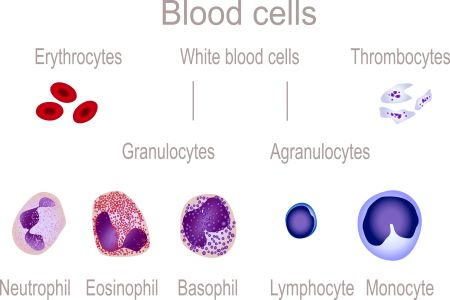 Blood cells
Erythrocytes White blood cells Thrombocytes
Granulocytes Agranulocytes
Neutrophil Eosinophil Basophil Lymphocyte Monocyte